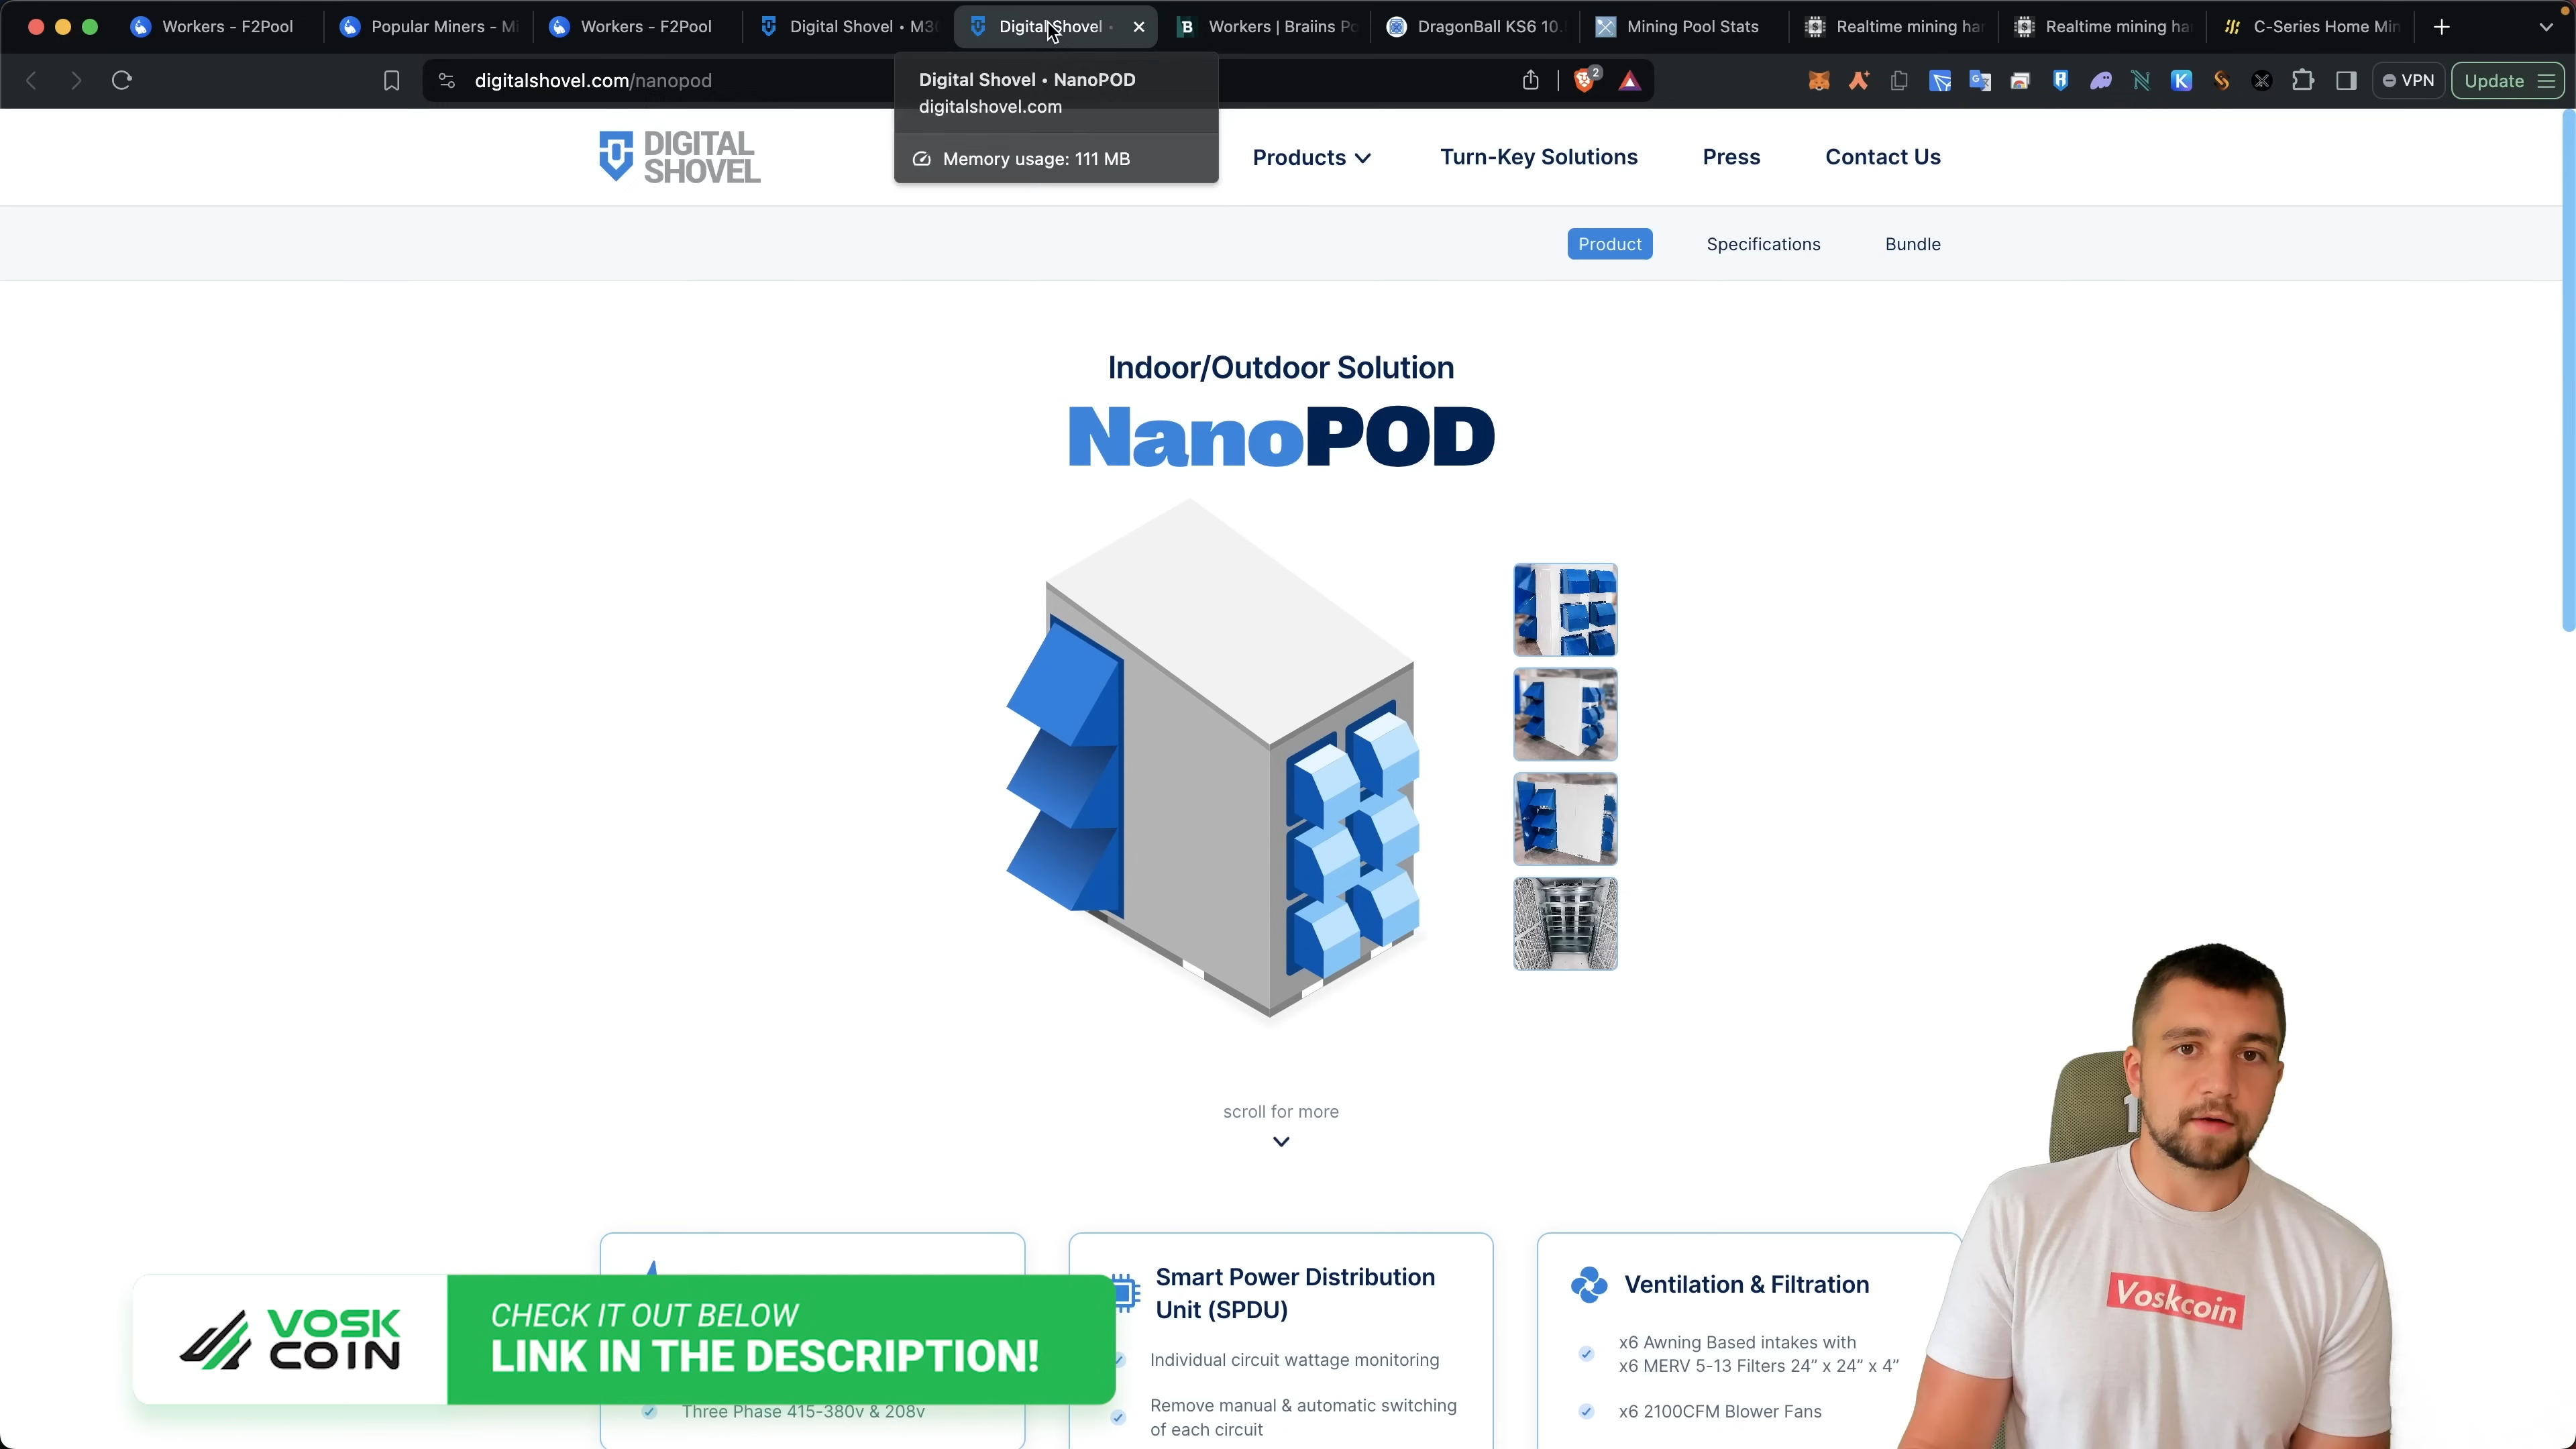 Workers - F2Pool
Popular Miners - Mi
Workers - F2Pool
Digital Shovel • M3
Digital Shovel •
Workers | Braiins Po
DragonBall KS6 10.
Mining Pool Stats
Realtime mining ha
Realtime mining ha
C-Series Home Min
digitalshovel.com/nanopod
2
VPN
Update
Digital Shovel • NanoPOD
digitalshovel.com
Memory usage: 111 MB
DIGITAL
SHOVEL
Products
Turn-Key Solutions
Press
Contact Us
Product
Specifications
Bundle
Indoor/Outdoor Solution
NanoPOD
scroll for more
Smart Power Distribution
Unit (SPDU)
Individual circuit wattage monitoring
Remove manual & automatic switching
of each circuit
Ventilation & Filtration
x6 Awning Based intakes with
x6 MERV 5-13 Filters 24” x 24” x 4”
x6 2100CFM Blower Fans
Three Phase 415-380v & 208v
VOSK
COIN
CHECK IT OUT BELOW
LINK IN THE DESCRIPTION!
Voskcoin